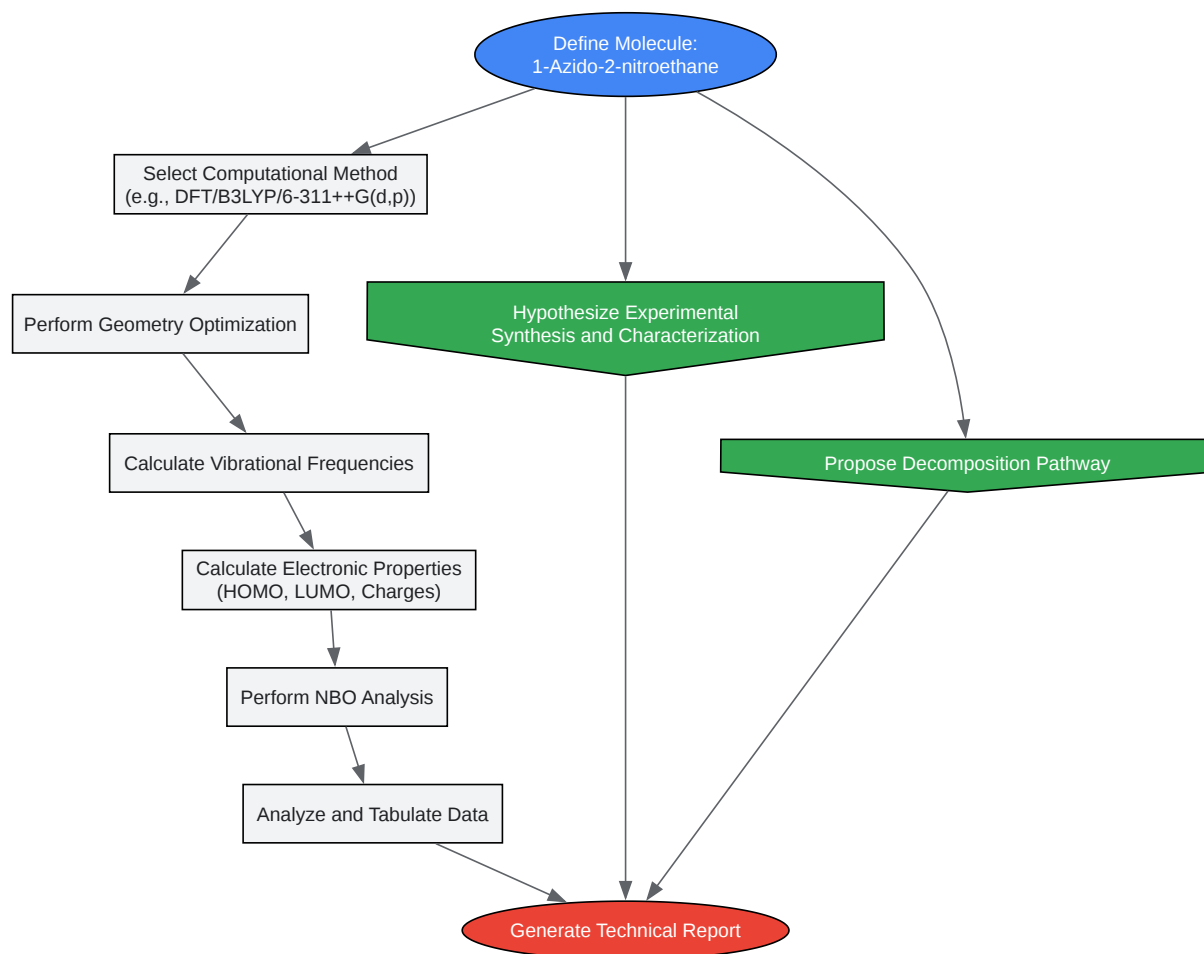 Define Molecule:
1-Azido-2-nitroethane
Select Computational Method
(e.g., DFT/B3LYP/6-311++G(d,p))
Perform Geometry Optimization
Hypothesize Experimental
Synthesis and Characterization
Calculate Vibrational Frequencies
Propose Decomposition Pathway
Calculate Electronic Properties
(HOMO, LUMO, Charges)
Perform NBO Analysis
Analyze and Tabulate Data
Generate Technical Report